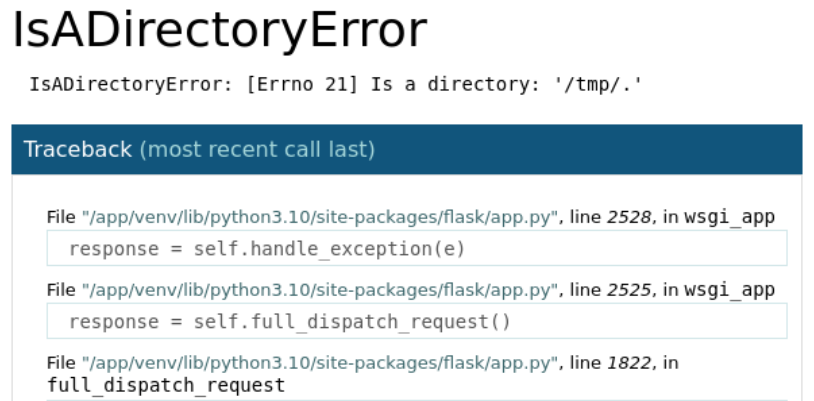 IsADirectoryError
IsADirectoryError: [Errno 21] Is a directory: '/tmp/.'
Traceback (most recent call last)
File "/app/venv/lib/python3.10/site-packages/flask/app.py", line 2528, in wsgi_app
response = self.handle_exception(e)
File "/app/venv/lib/python3.10/site-packages/flask/app.py", line 2525, in wsgi_app
response = self.full_dispatch_request()
File "/app/venv/lib/python3.10/site-packages/flask/app.py", line 1822, in
full_dispatch_request